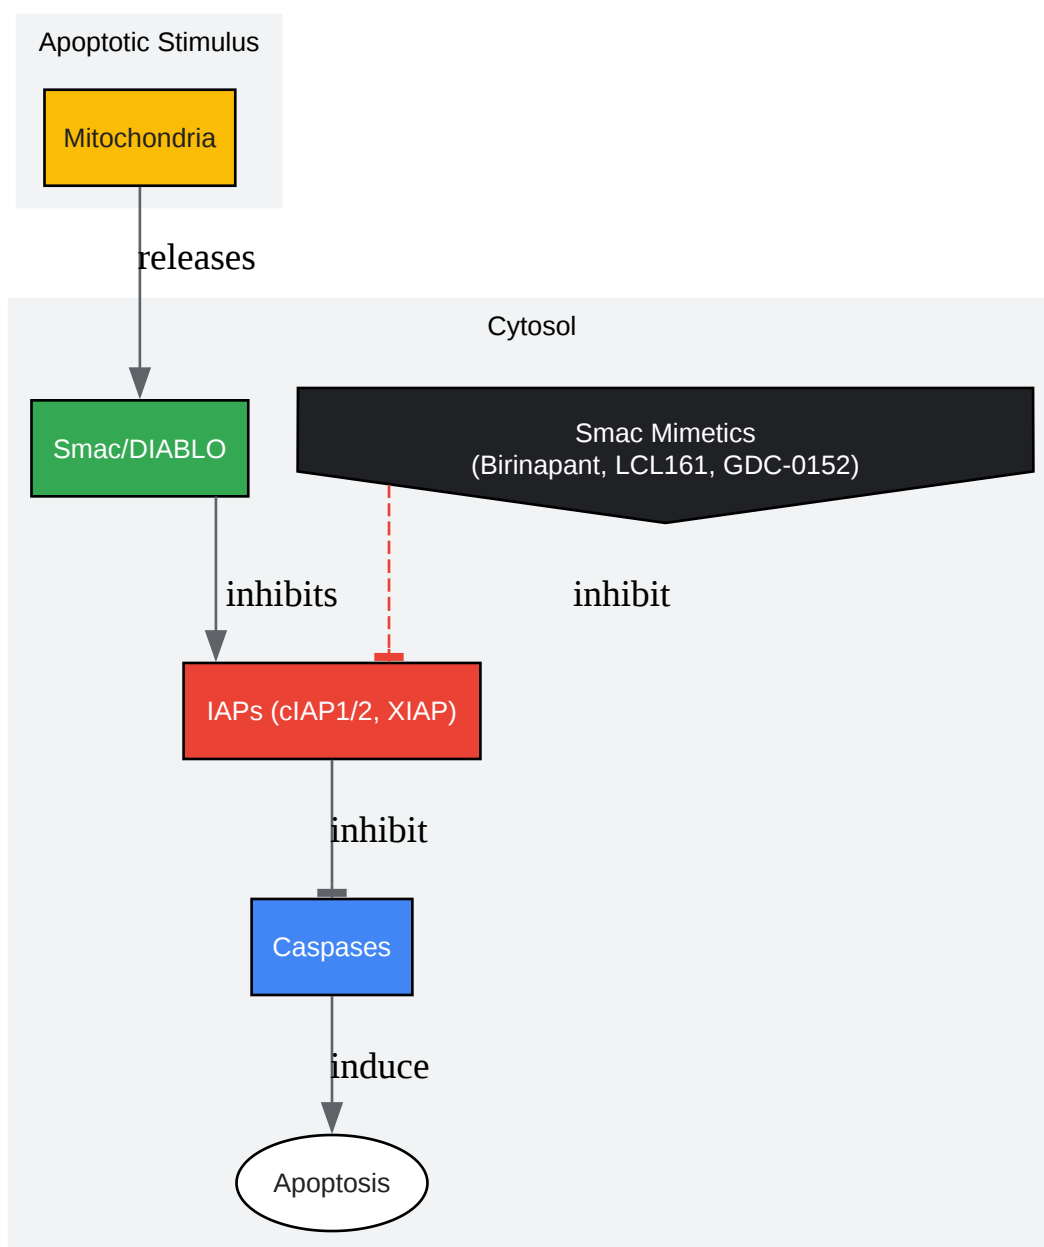 Apoptotic Stimulus
Mitochondria
releases
Cytosol
Smac/DIABLO
Smac Mimetics
(Birinapant, LCL161, GDC-0152)
inhibits
inhibit
IAPs (cIAP1/2, XIAP)
inhibit
Caspases
induce
Apoptosis